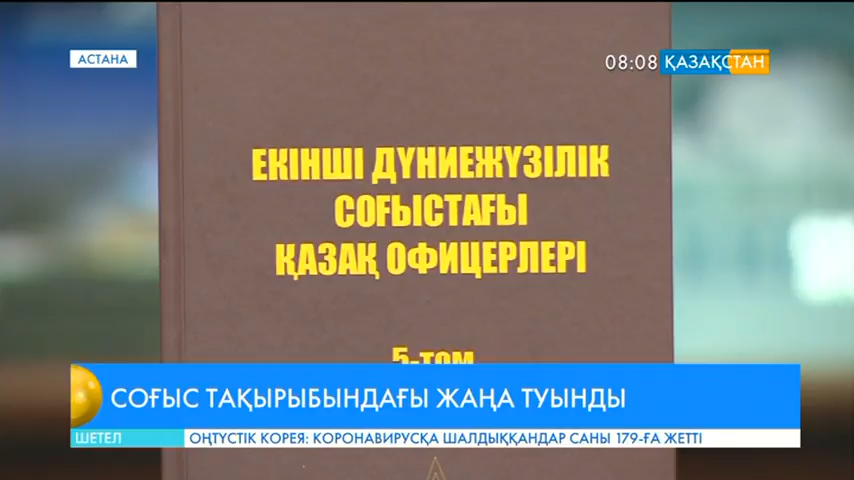 АСТАНА
08:08 ҚАЗАҚСТАН
ЕКІНШІ ДҮНИЕЖҮЗІЛІК
СОҒЫСТАҒЫ
ҚАЗАҚ ОФИЦЕРЛЕРІ
5-том
СОҒЫС ТАҚЫРЫБЫНДАҒЫ ЖАҢА ТУЫНДЫ
ШЕТЕЛ ОҢТҮСТІК КОРЕЯ: КОРОНАВИРУСҚА ШАЛДЫҚҚАНДАР САНЫ 179-ҒА ЖЕТТІ